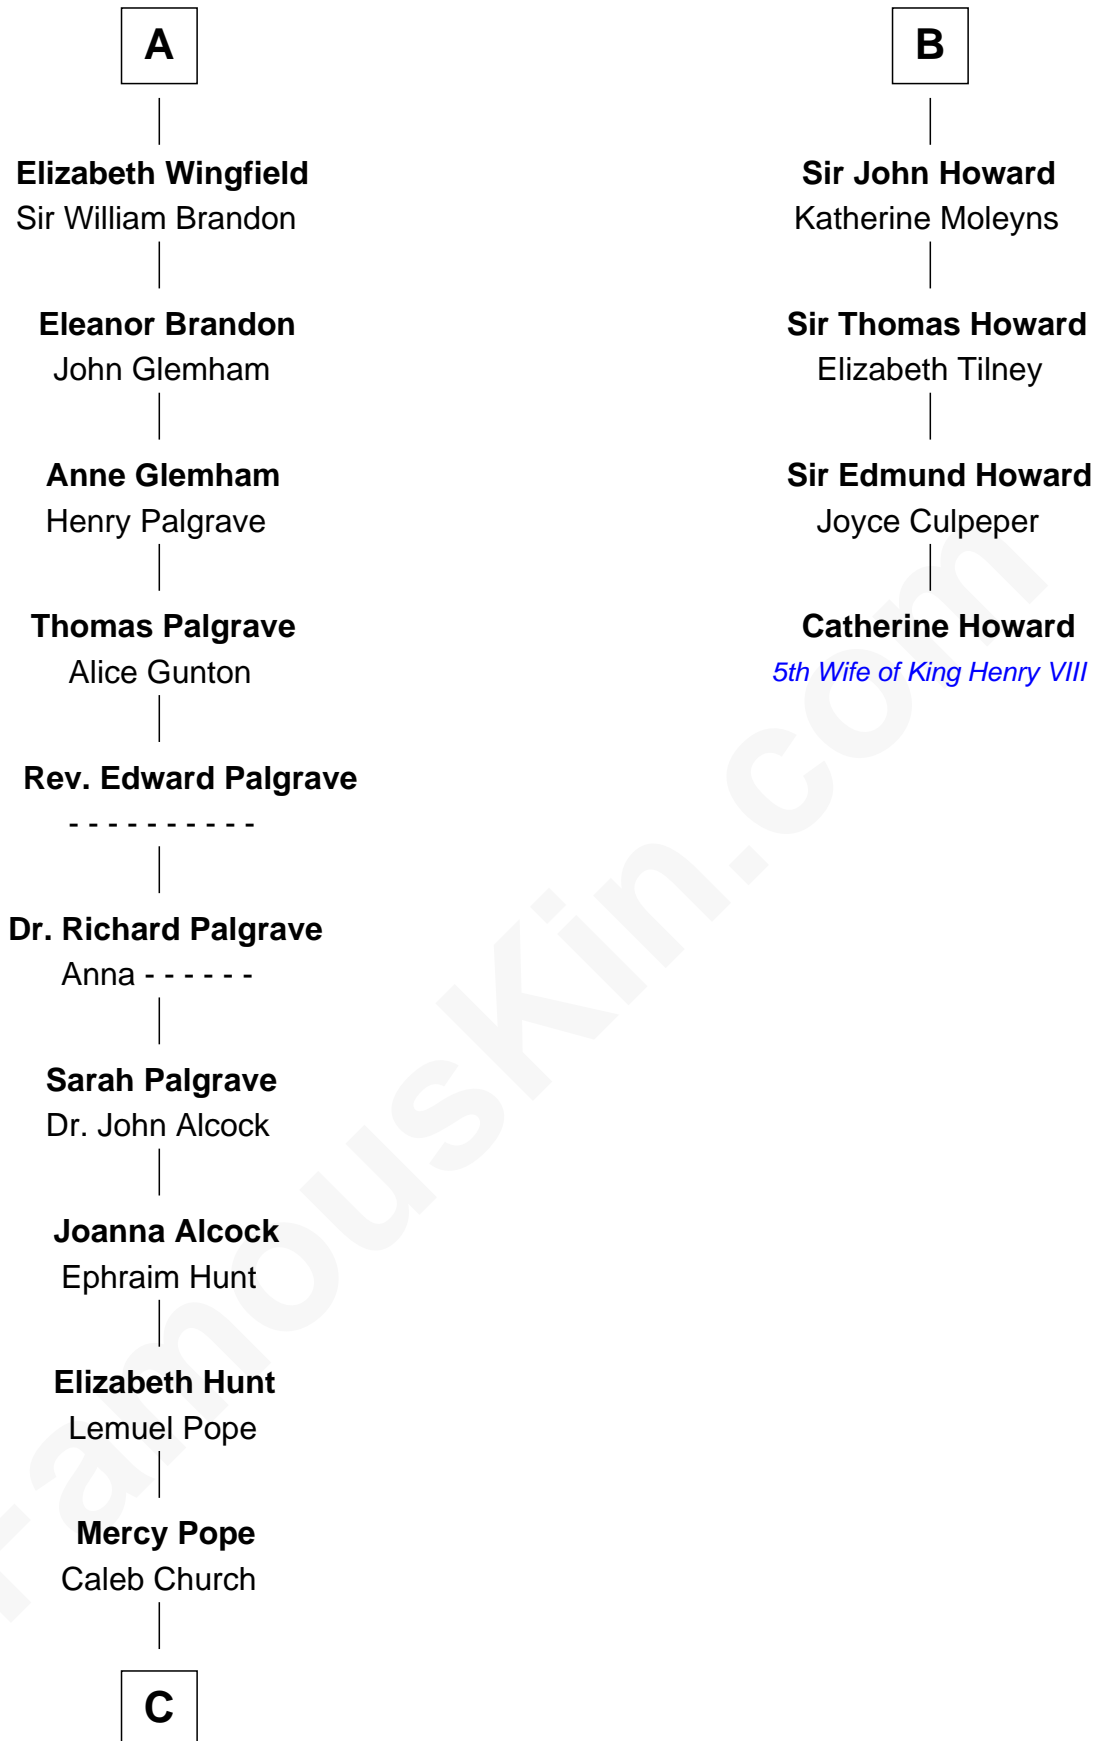 A
Elizabeth Wingfield
Sir William Brandon
Eleanor Brandon
John Glemham
Anne Glemham
Henry Palgrave
Thomas Palgrave
Alice Gunton
Rev. Edward Palgrave
- - - - - - - - - -
Dr. Richard Palgrave
Anna - - - - - -
Sarah Palgrave
Dr. John Alcock
Joanna Alcock
Ephraim Hunt
Elizabeth Hunt
Lemuel Pope
Mercy Pope
Caleb Church
C
B
Sir John Howard
Katherine Moleyns
Sir Thomas Howard
Elizabeth Tilney
Sir Edmund Howard
Joyce Culpeper
Catherine Howard
5th Wife of King Henry VIII
FamousKin.com